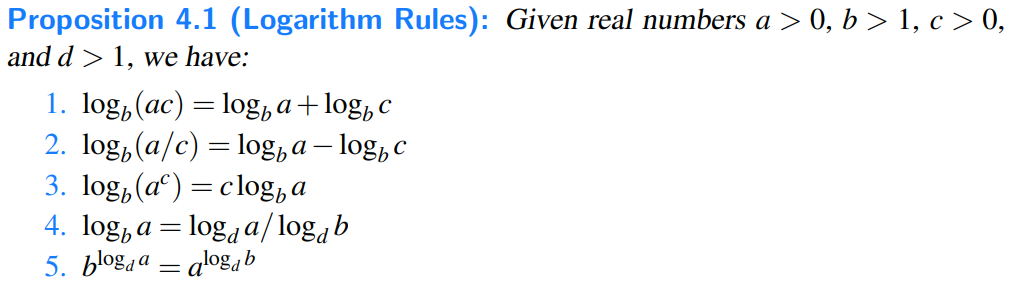 Proposition 4.1 (Logarithm Rules): Given real numbers a > 0, b > 1, c > 0,
and d > 1, we have:
1. log_b(ac) = log_b a + log_b c
2. log_b(a/c) = log_b a − log_b c
3. log_b(a^c) = c log_b a
4. log_b a = log_d a / log_d b
5. b^{log_d a} = a^{log_d b}